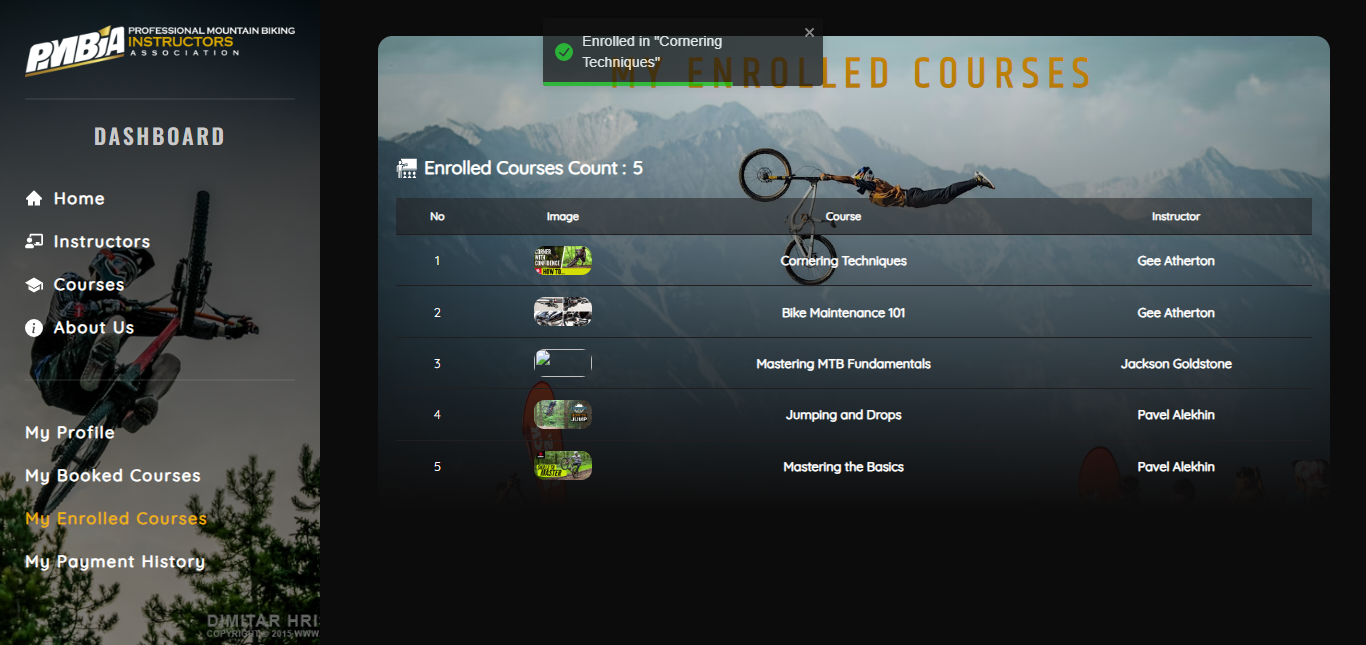 PMBIA
PROFESSIONAL MOUNTAIN BIKING
INSTRUCTORS
ASSOCIATION
DASHBOARD
Home
Instructors
Courses
About Us
My Profile
My Booked Courses
My Enrolled Courses
My Payment History
DIMITAR HRI
COPYRIGHT © 2015 WWW
Enrolled in "Cornering
Techniques"
MY ENROLLED COURSES
Enrolled Courses Count : 5
No Image Course Instructor
1 CORNER WITH CONFIDENCE HOW TO... Cornering Techniques Gee Atherton
2 Bike Maintenance 101 Gee Atherton
3 Mastering MTB Fundamentals Jackson Goldstone
4 JUMP Jumping and Drops Pavel Alekhin
5 MASTER Mastering the Basics Pavel Alekhin